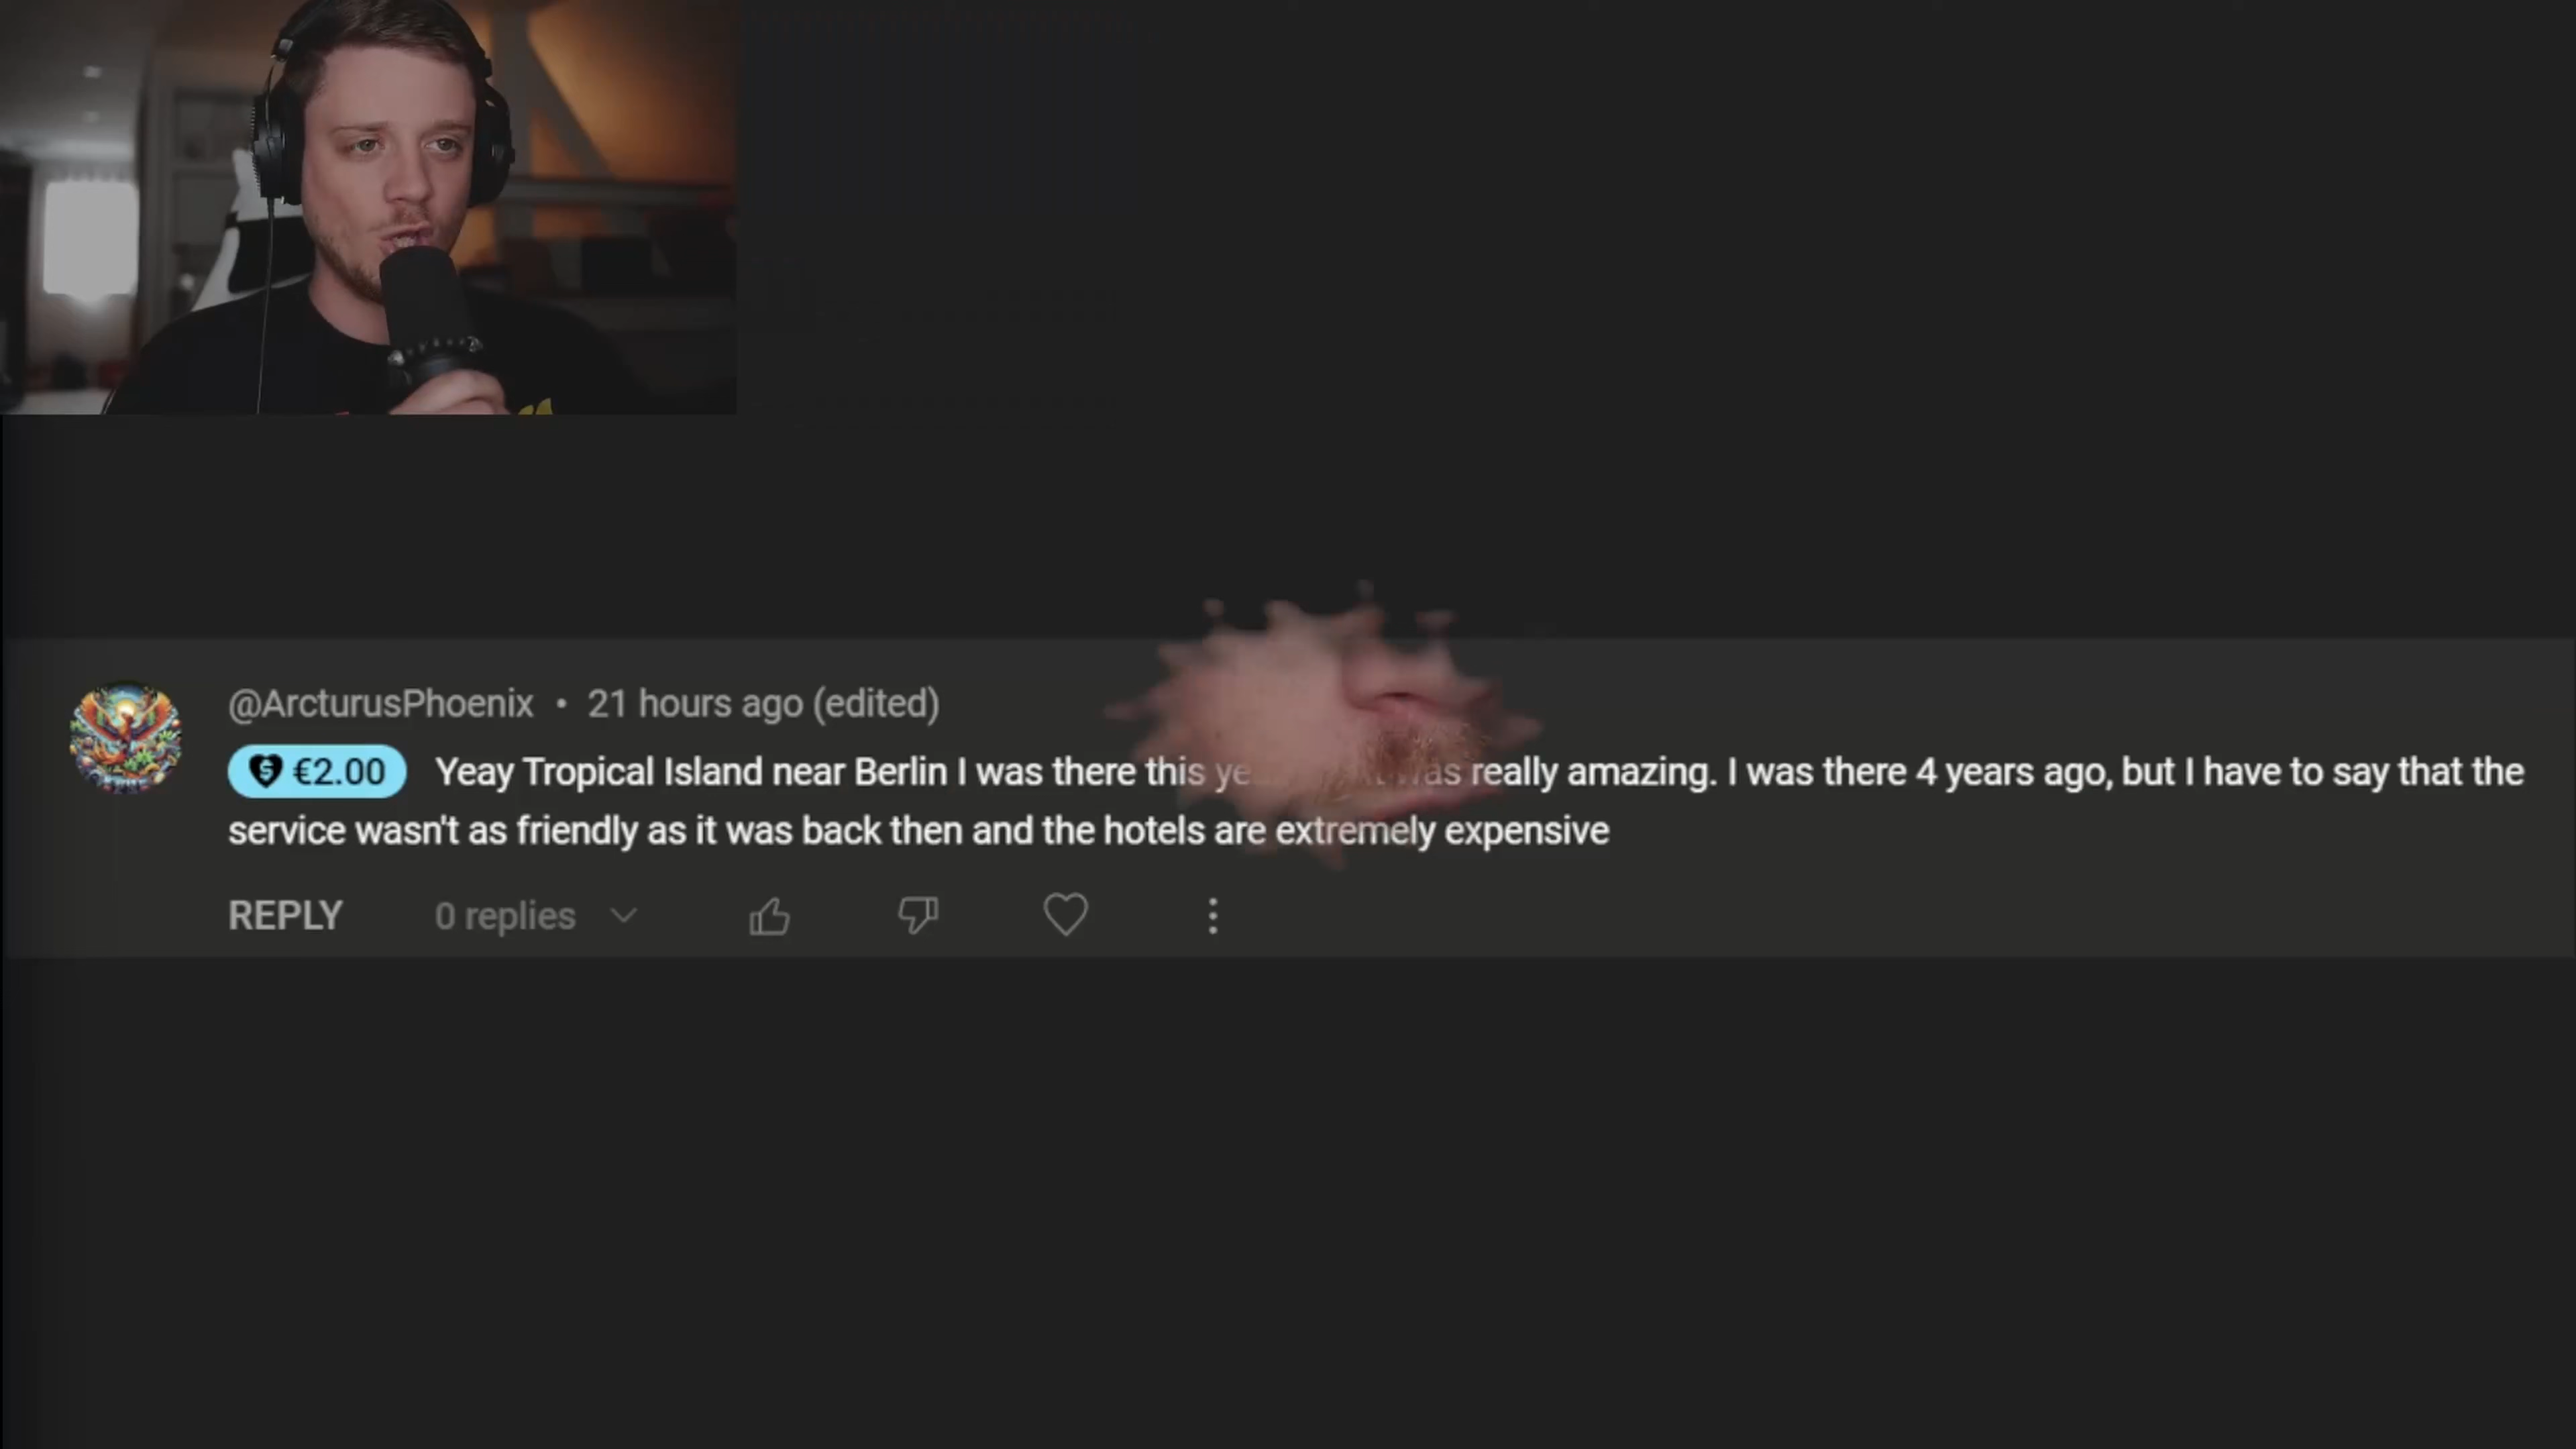 @ArcturusPhoenix • 21 hours ago (edited)
€2.00 Yeay Tropical Island near Berlin I was there this was really amazing. I was there 4 years ago, but I have to say that the
service wasn't as friendly as it was back then and the hotels are extremely expensive
REPLY 0 replies